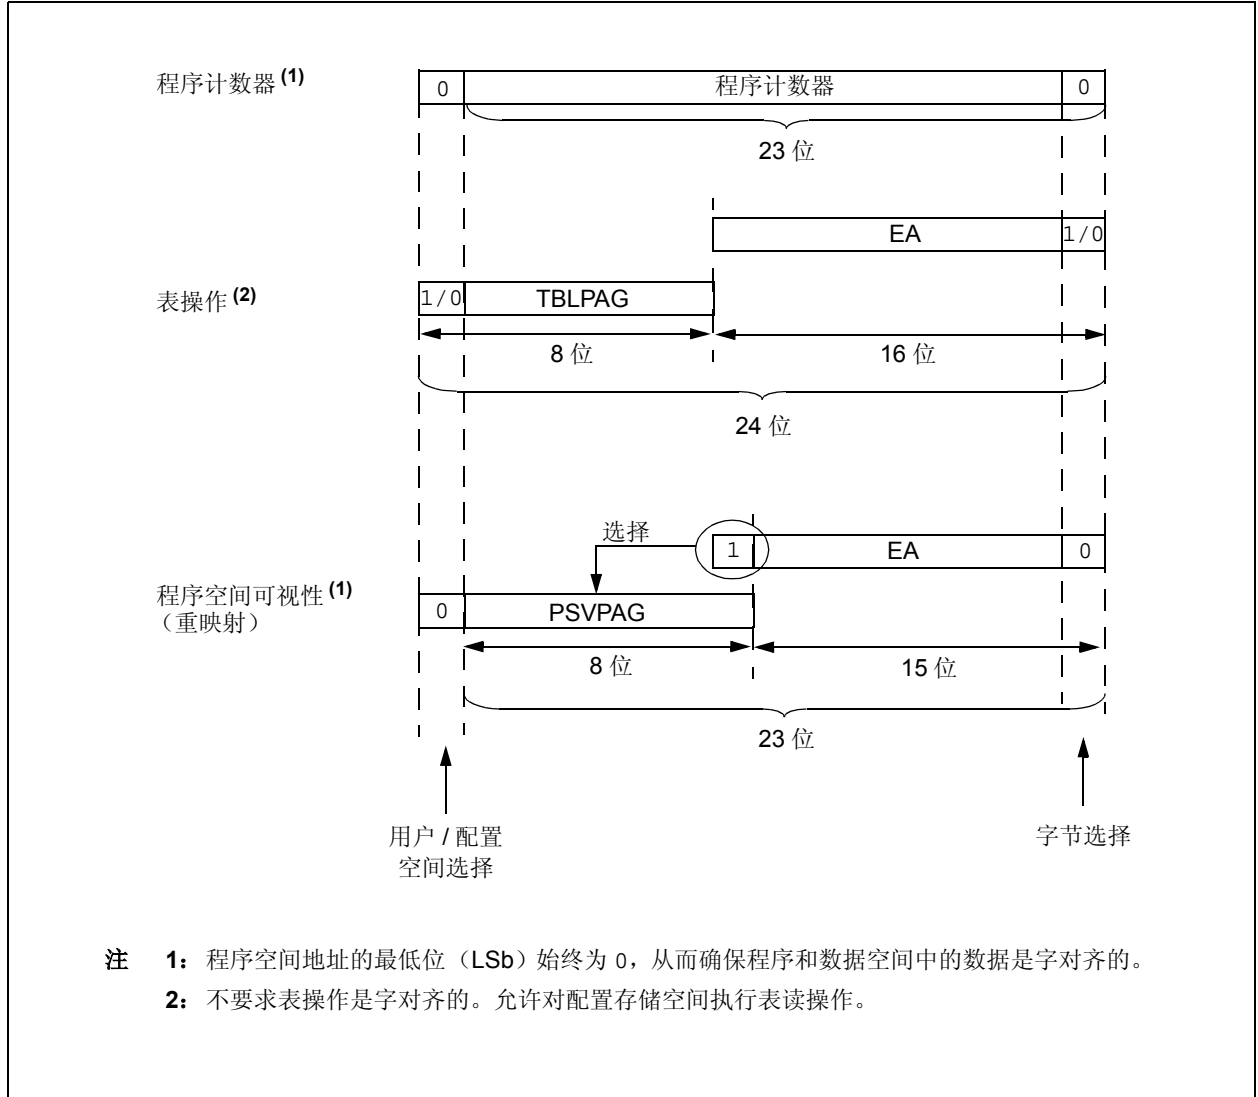 程序计数器 (1)
0 程序计数器 0
23 位
EA 1/0
表操作 (2)
1/0 TBLPAG
8 位 16 位
24 位
选择
1 EA 0
程序空间可视性 (1)
（重映射）
0 PSVPAG
8 位 15 位
23 位
用户 / 配置
空间选择
字节选择
注 1： 程序空间地址的最低位（LSb）始终为 0，从而确保程序和数据空间中的数据是字对齐的。
2： 不要求表操作是字对齐的。允许对配置存储空间执行表读操作。